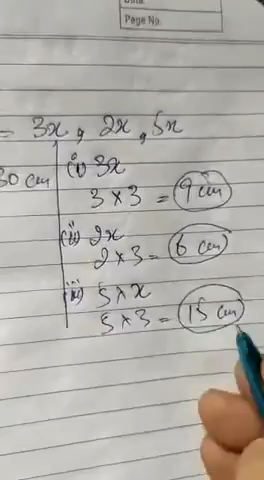 Page No.
= 3x, 2x, 5x
30 cm
(i) 3x
3 × 3 = 9 cm
(ii) 2x
2 × 3 = 6 cm
(iii) 5 × x
5 × 3 = 15 cm